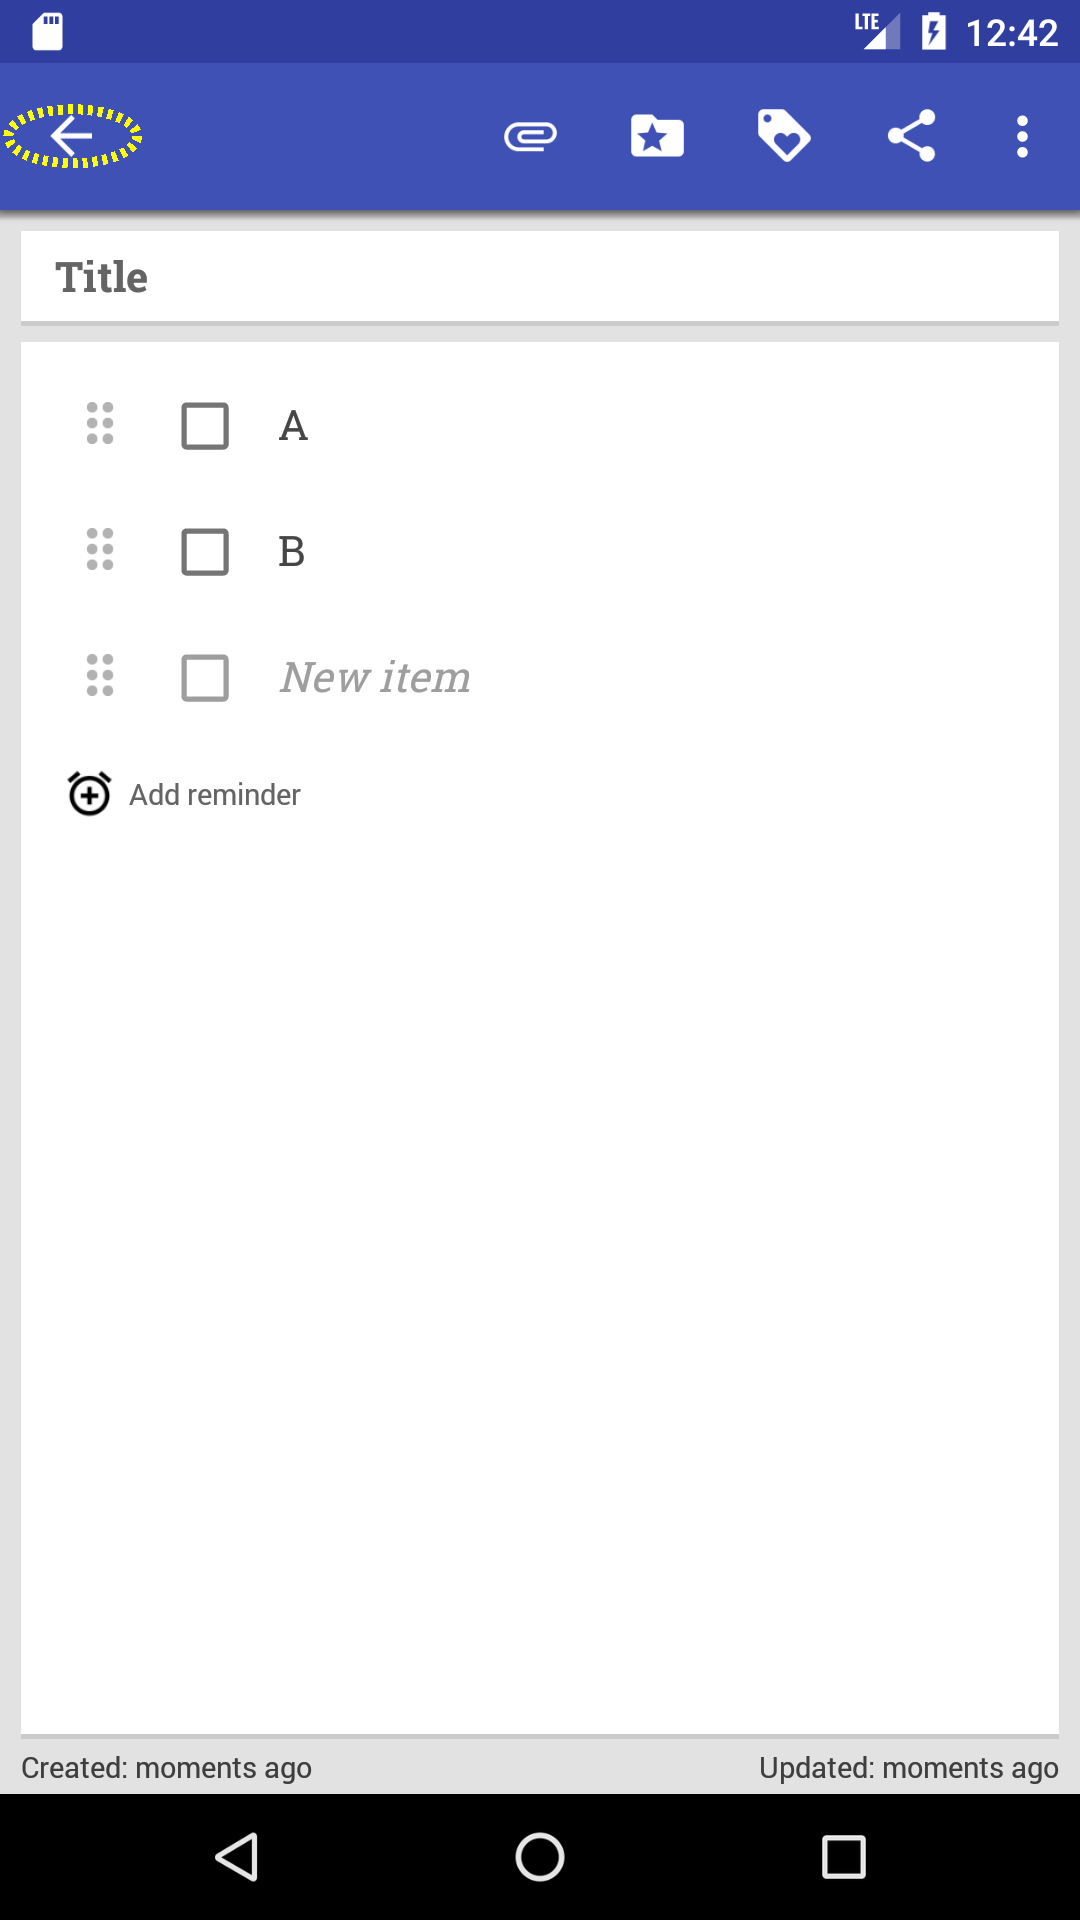 LTE 12:42
Title
A
B
New item
Add reminder
Created: moments ago Updated: moments ago